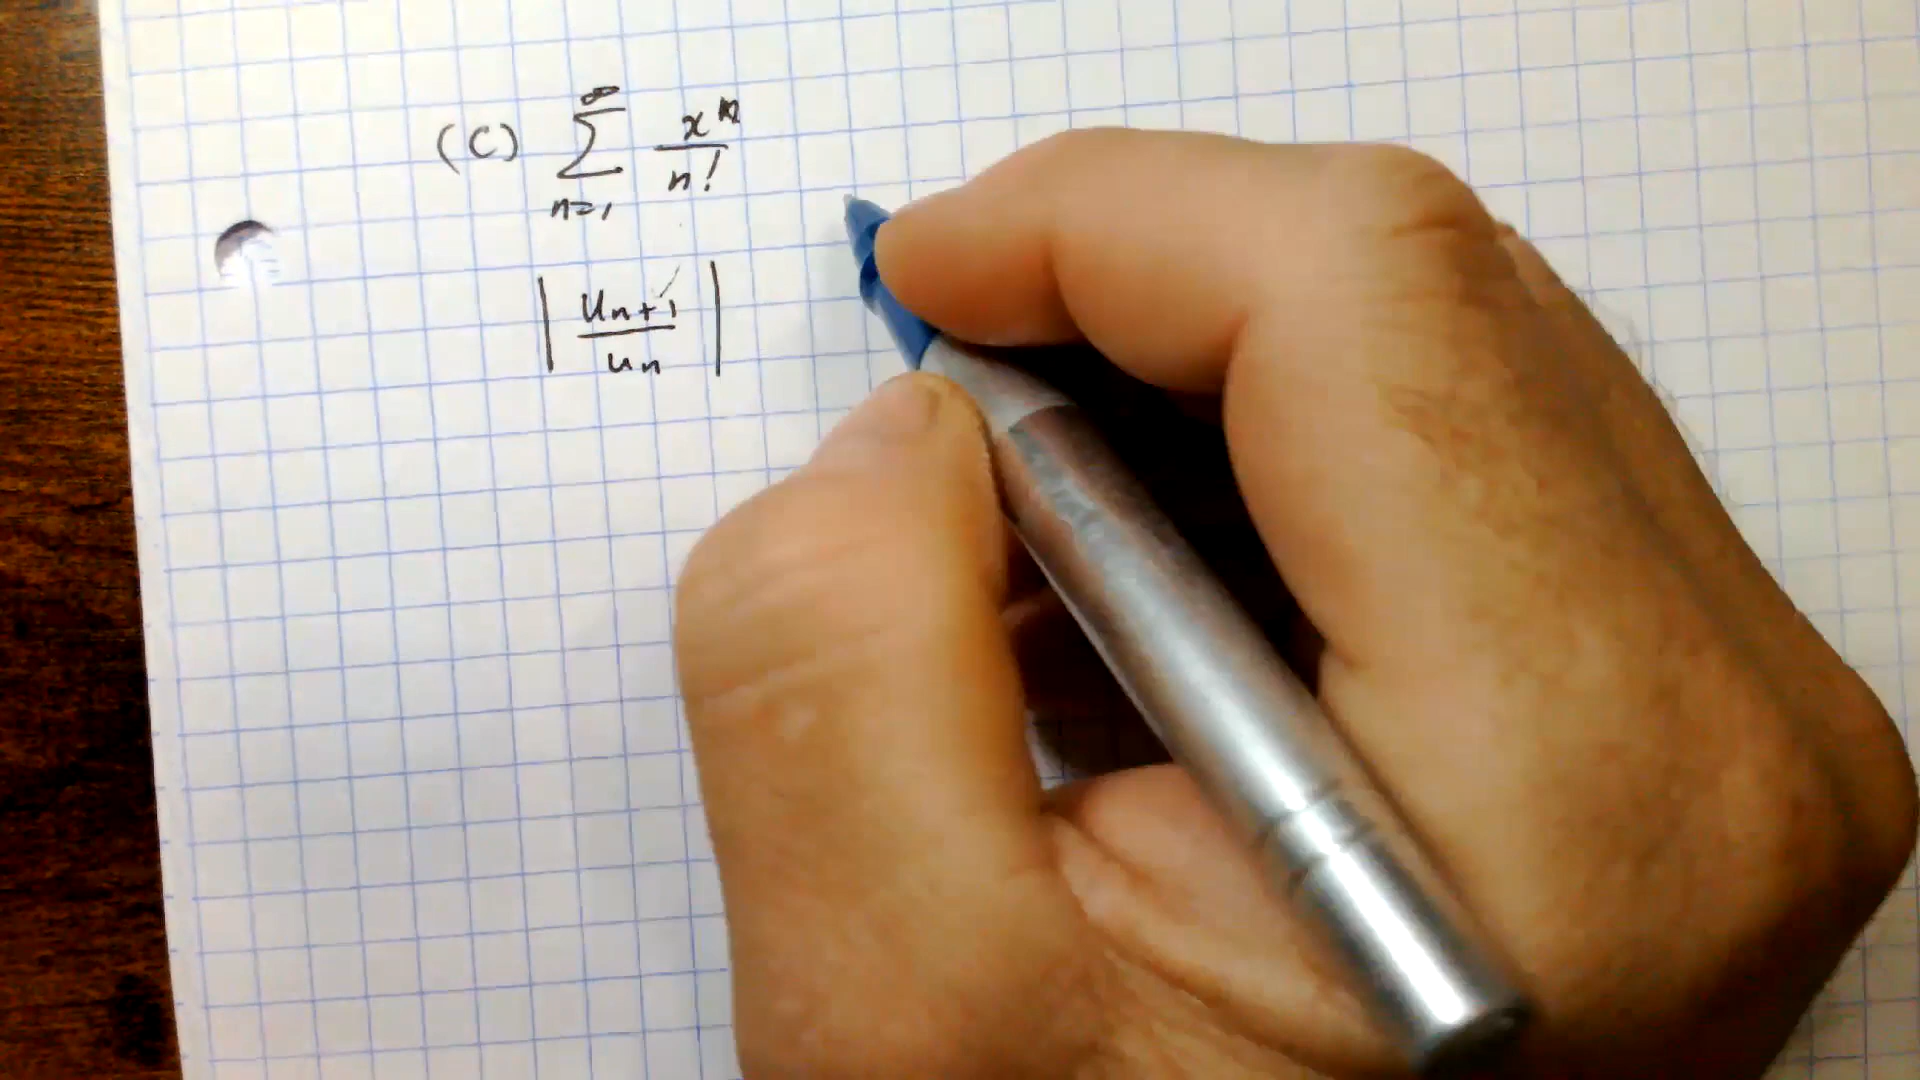 (C) ∑_{n=1}^{∞} x^n / n!
| u_{n+1} / u_n |